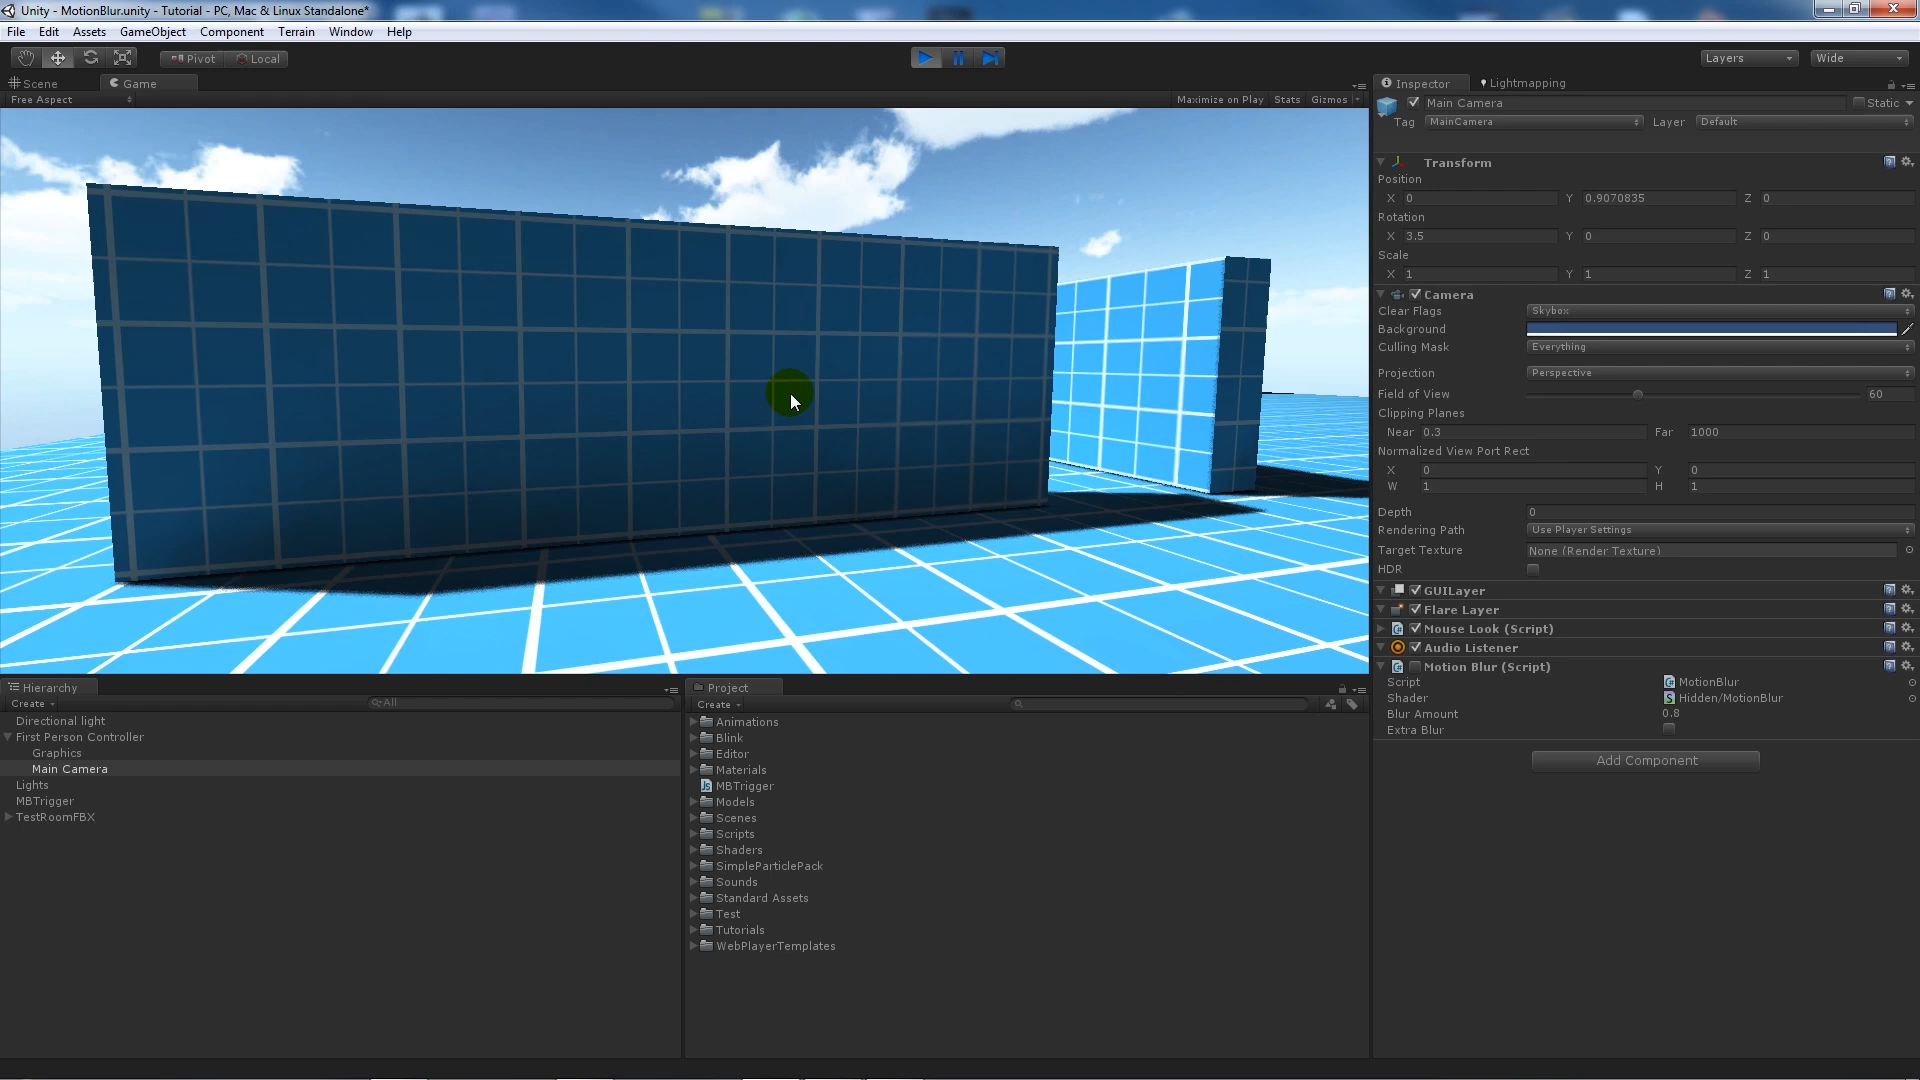 Unity - MotionBlur.unity - Tutorial - PC, Mac & Linux Standalone*
File Edit Assets GameObject Component Terrain Window Help
Pivot Local Layers Wide
Scene Game
Free Aspect Maximize on Play Stats Gizmos
Inspector Lightmapping
Main Camera Static
Tag MainCamera Layer Default
Transform
Position
X 0 Y 0.9070835 Z 0
Rotation
X 3.5 Y 0 Z 0
Scale
X 1 Y 1 Z 1
Camera
Clear Flags Skybox
Background
Culling Mask Everything
Projection Perspective
Field of View 60
Clipping Planes
Near 0.3 Far 1000
Normalized View Port Rect
X 0 Y 0
W 1 H 1
Depth 0
Rendering Path Use Player Settings
Target Texture None (Render Texture)
HDR
GUILayer
Flare Layer
Mouse Look (Script)
Audio Listener
Motion Blur (Script)
Script MotionBlur
Shader Hidden/MotionBlur
Blur Amount 0.8
Extra Blur
Add Component
Hierarchy
Create All
Directional light
First Person Controller
Graphics
Main Camera
Lights
MBTrigger
TestRoomFBX
Project
Create
Animations
Blink
Editor
Materials
MBTrigger
Models
Scenes
Scripts
Shaders
SimpleParticlePack
Sounds
Standard Assets
Test
Tutorials
WebPlayerTemplates